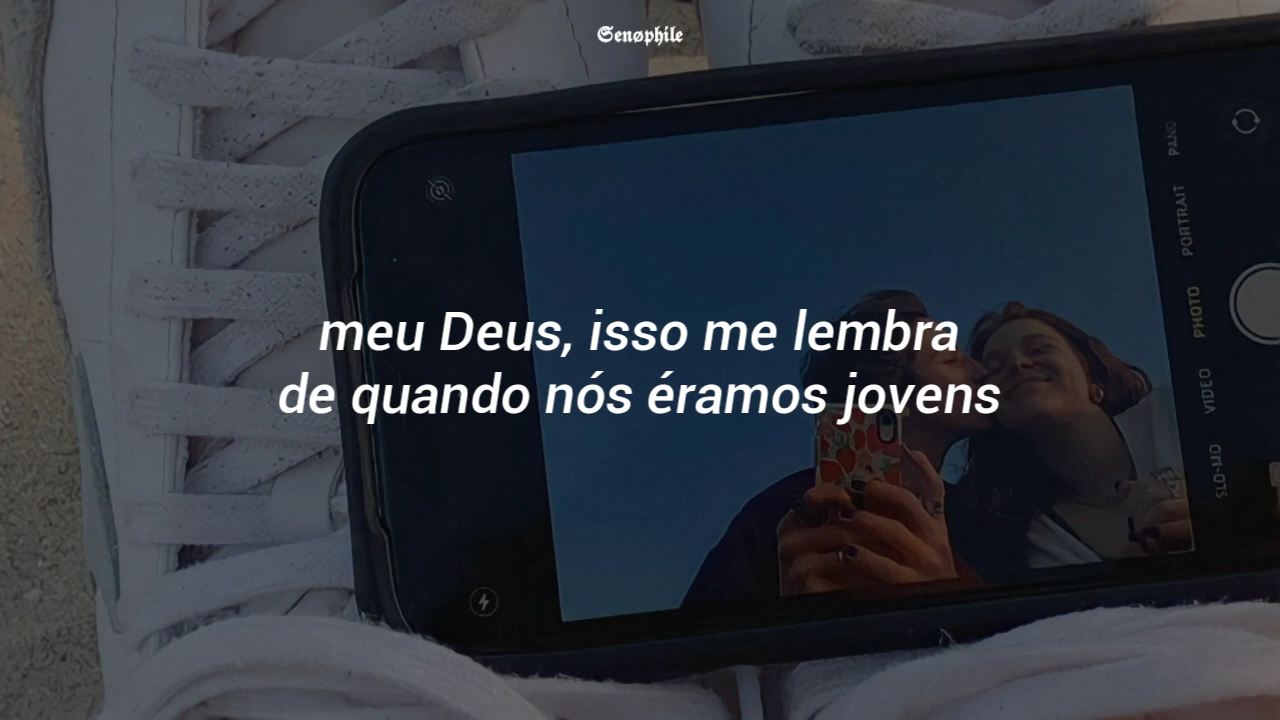 Senøphile
meu Deus, isso me lembra
de quando nós éramos jovens
PANO
PORTRAIT
PHOTO
VIDEO
SLO-MO